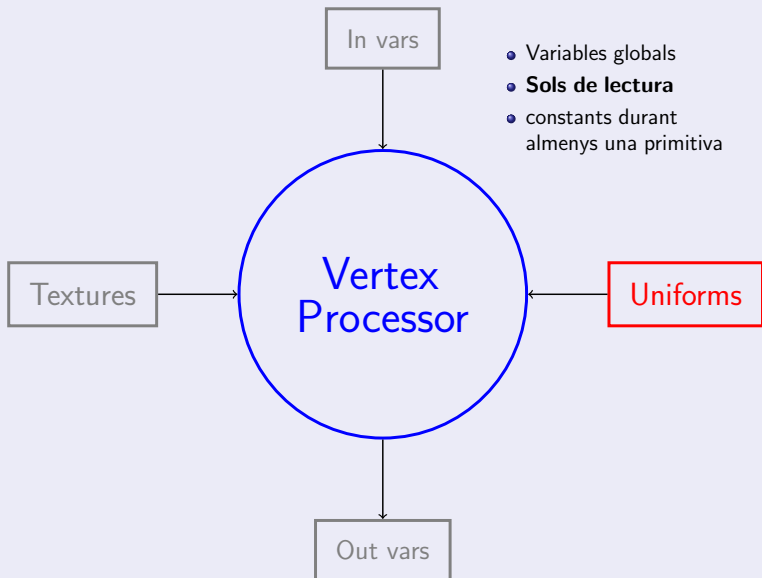 In vars
Variables globals
Sols de lectura
constants durant
almenys una primitiva
Textures
Vertex
Processor
Uniforms
Out vars